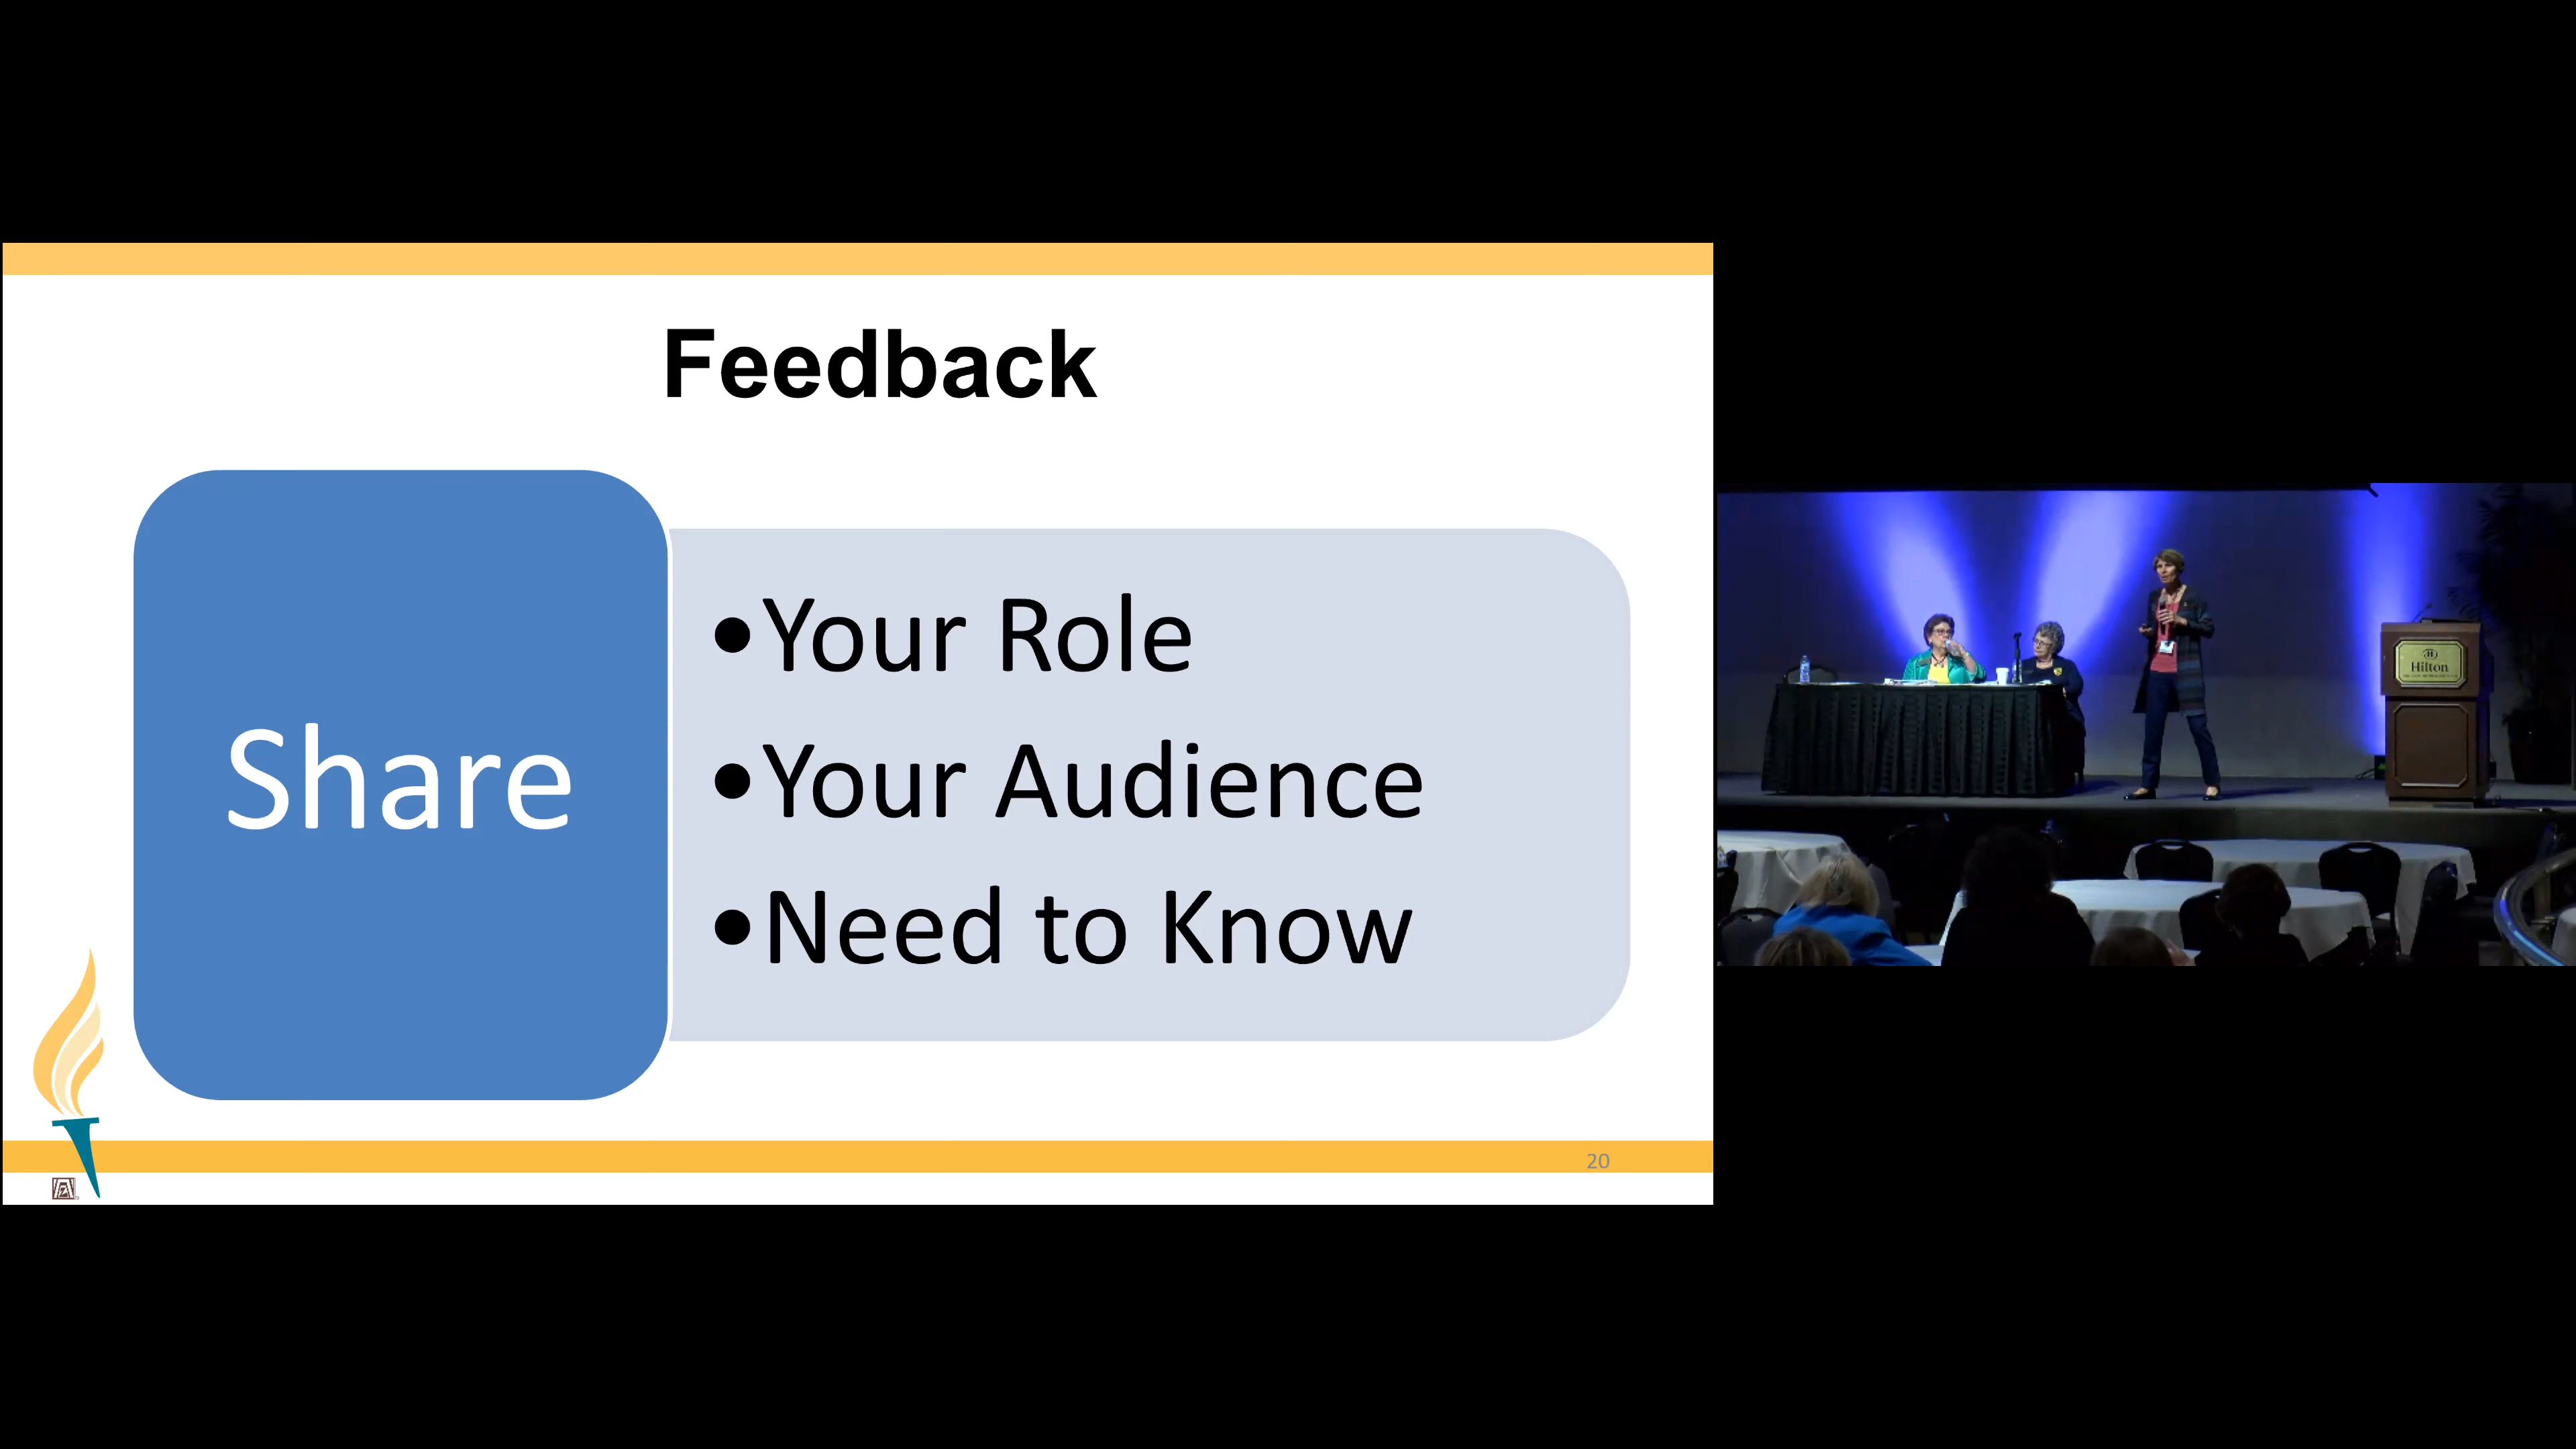 Feedback
Share
•Your Role
•Your Audience
•Need to Know
20
Hilton